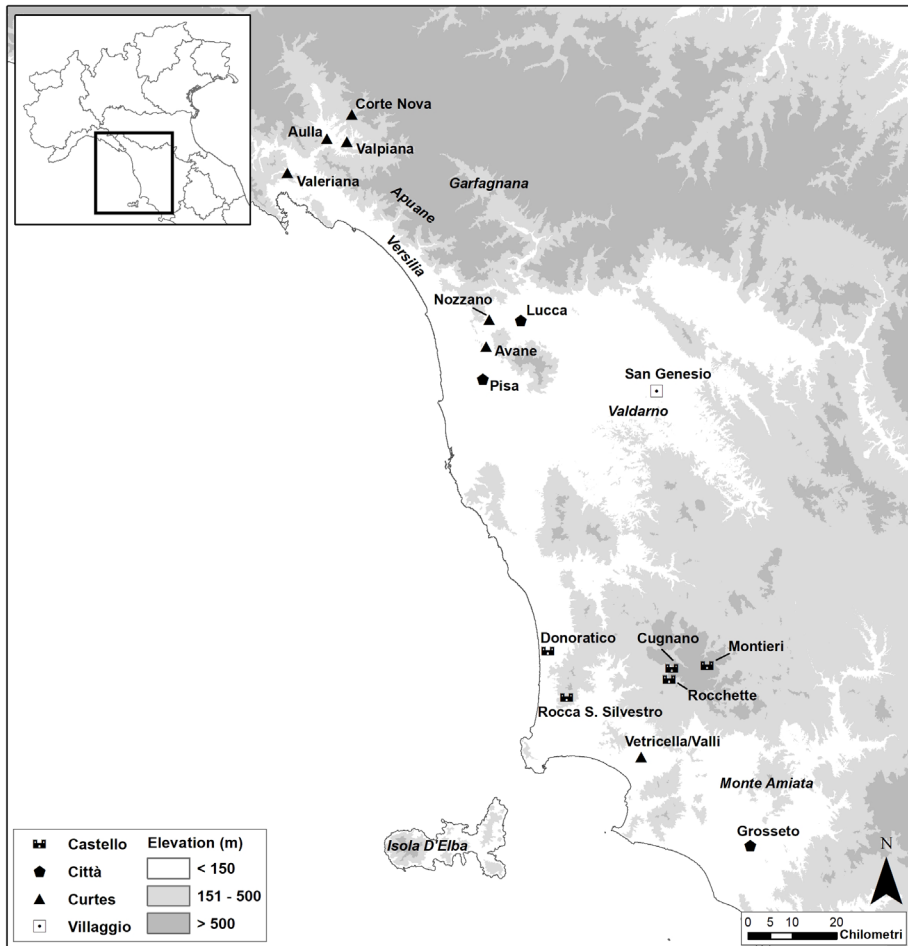 Corte Nova
Aulla
Valpiana
Valeriana
Garfagnana
Apuane
Versilia
Nozzano
Lucca
Avane
Pisa
San Genesio
Valdarno
Donoratico
Cugnano
Montieri
Rocchette
Rocca S. Silvestro
Vetricella/Valli
Monte Amiata
Grosseto
Isola D'Elba
Castello
Città
Curtes
Villaggio
Elevation (m)
< 150
151 - 500
> 500
N
0 5 10 20
Chilometri